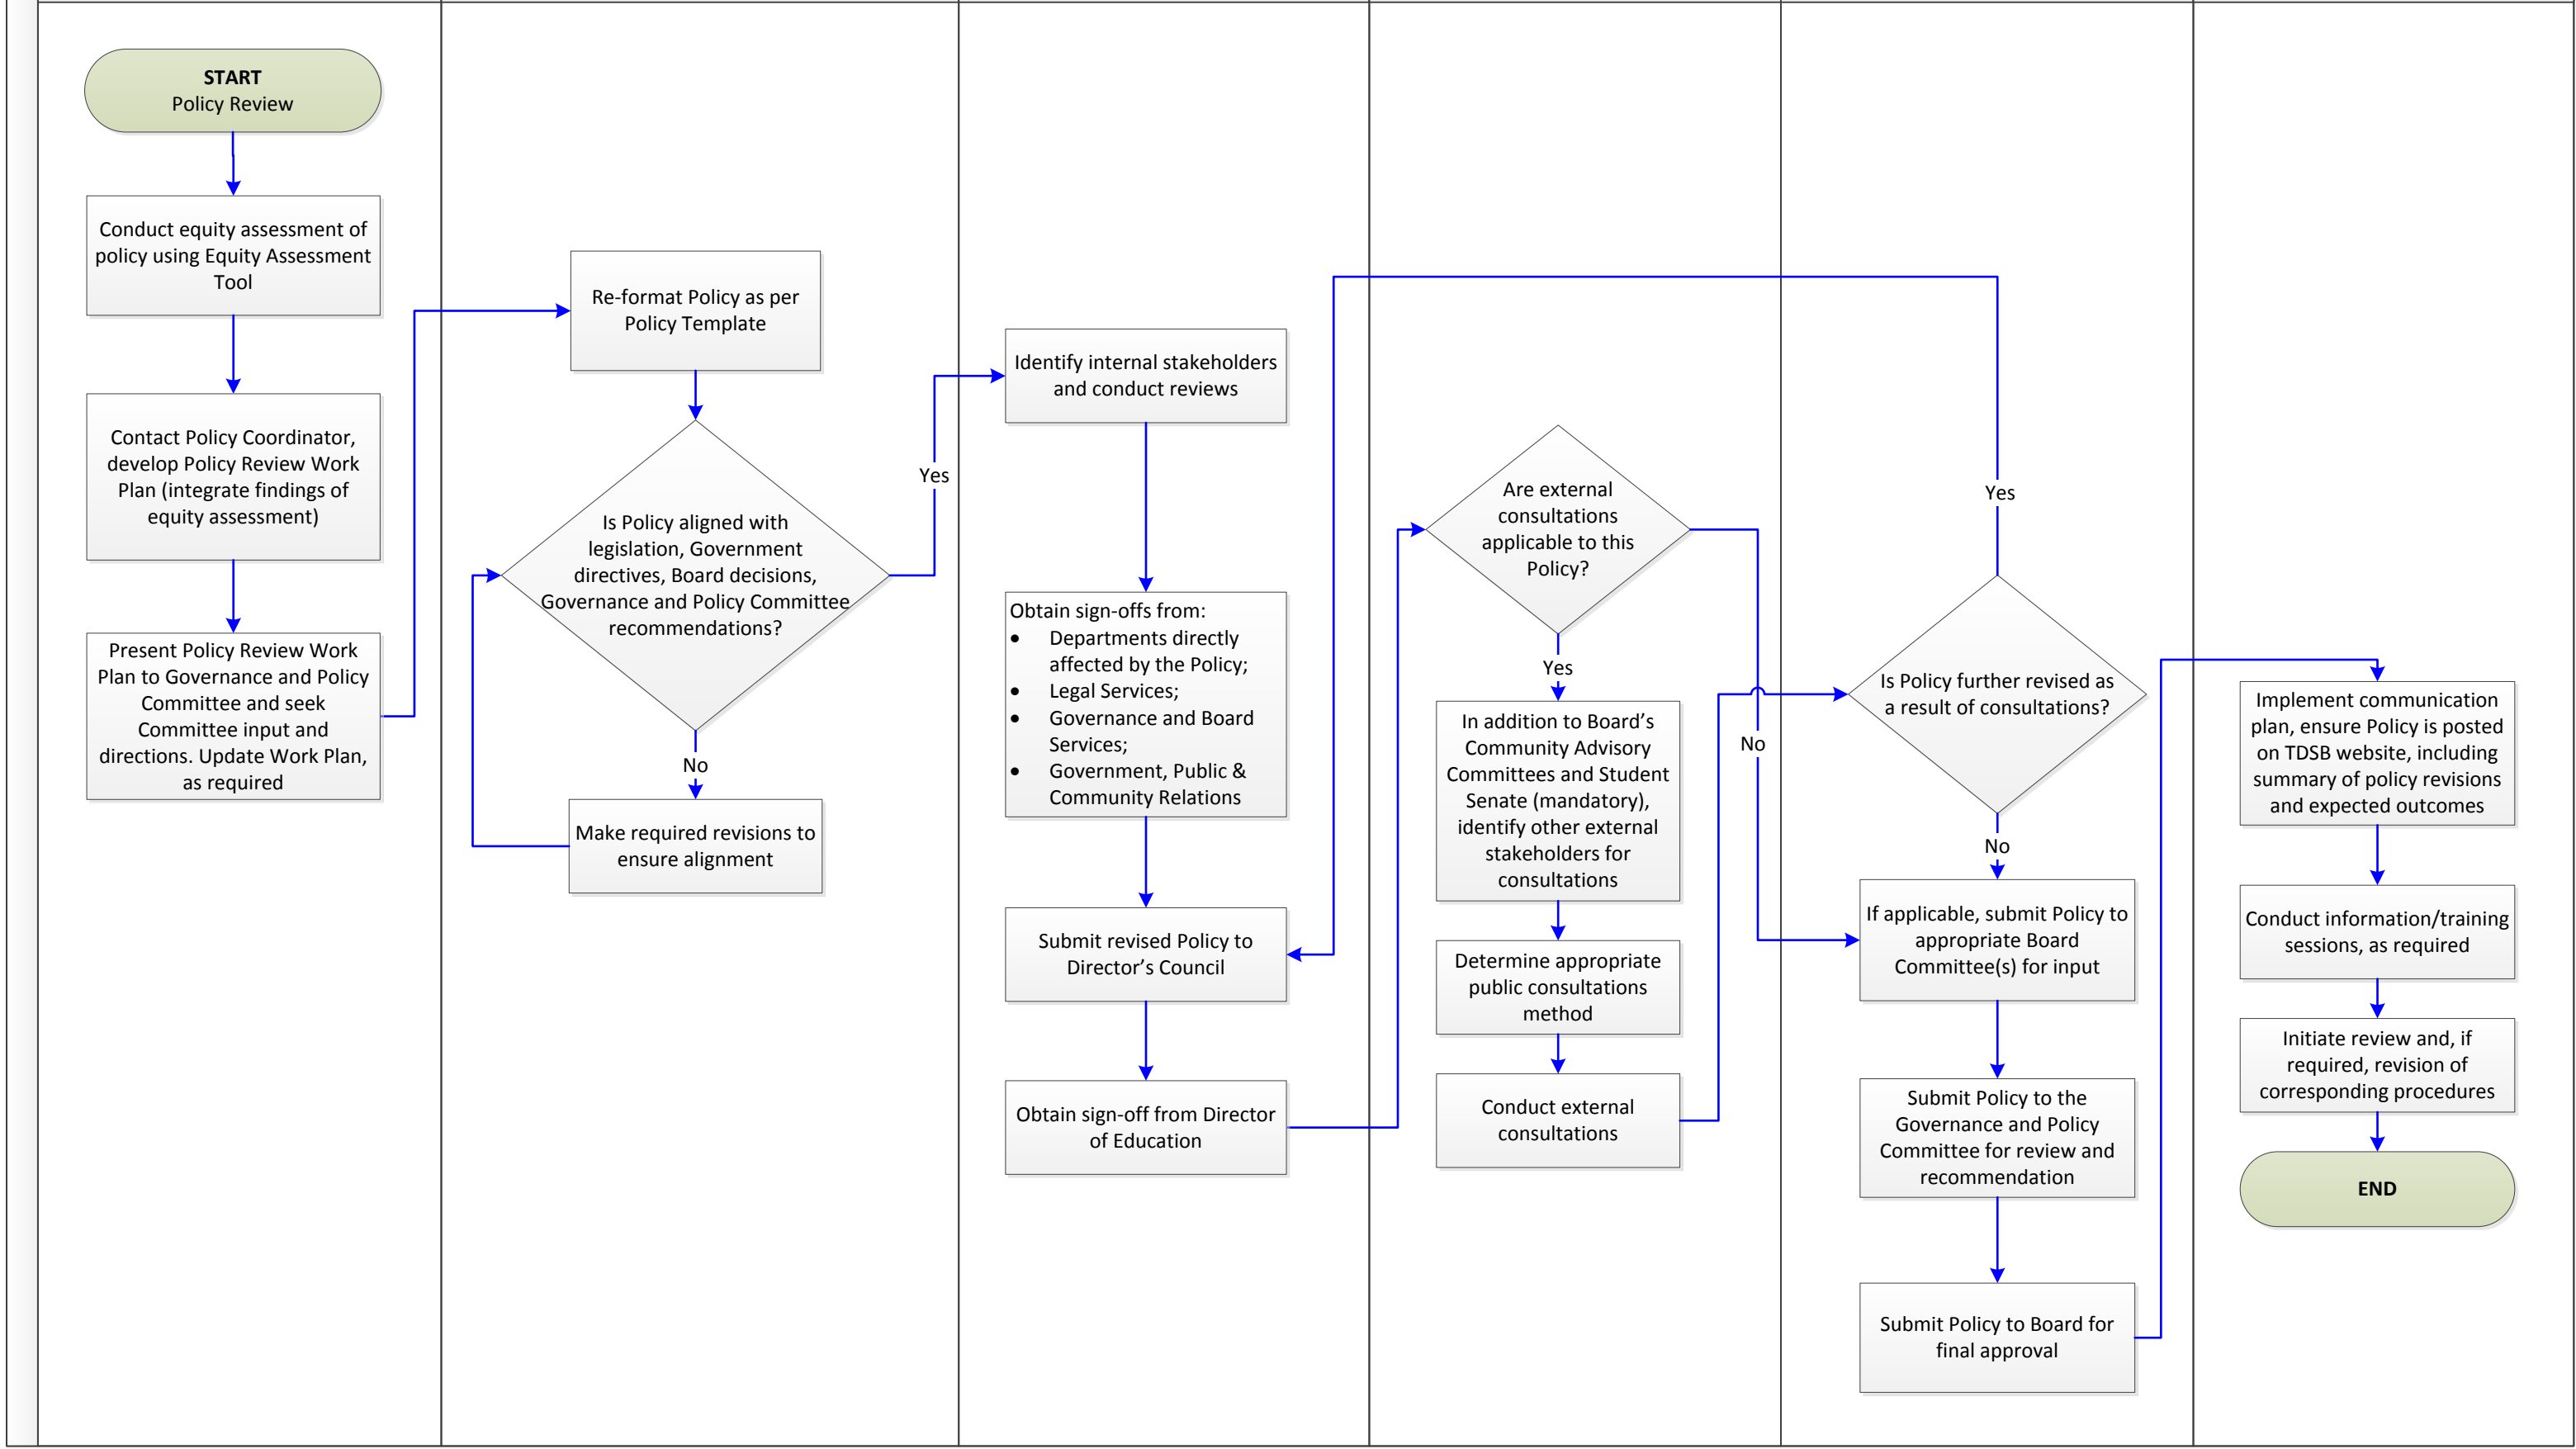 START
Policy Review
Conduct equity assessment of
policy using Equity Assessment
Tool
Contact Policy Coordinator,
develop Policy Review Work
Plan (integrate findings of
equity assessment)
Present Policy Review Work
Plan to Governance and Policy
Committee and seek
Committee input and
directions. Update Work Plan,
as required
Re-format Policy as per
Policy Template
Is Policy aligned with
legislation, Government
directives, Board decisions,
Governance and Policy Committee
recommendations?
Yes
No
Make required revisions to
ensure alignment
Identify internal stakeholders
and conduct reviews
Obtain sign-offs from:
• Departments directly
affected by the Policy;
• Legal Services;
• Governance and Board
Services;
• Government, Public &
Community Relations
Submit revised Policy to
Director’s Council
Obtain sign-off from Director
of Education
Are external
consultations
applicable to this
Policy?
Yes
No
In addition to Board’s
Community Advisory
Committees and Student
Senate (mandatory),
identify other external
stakeholders for
consultations
Determine appropriate
public consultations
method
Conduct external
consultations
Yes
Is Policy further revised as
a result of consultations?
No
If applicable, submit Policy to
appropriate Board
Committee(s) for input
Submit Policy to the
Governance and Policy
Committee for review and
recommendation
Submit Policy to Board for
final approval
Implement communication
plan, ensure Policy is posted
on TDSB website, including
summary of policy revisions
and expected outcomes
Conduct information/training
sessions, as required
Initiate review and, if
required, revision of
corresponding procedures
END